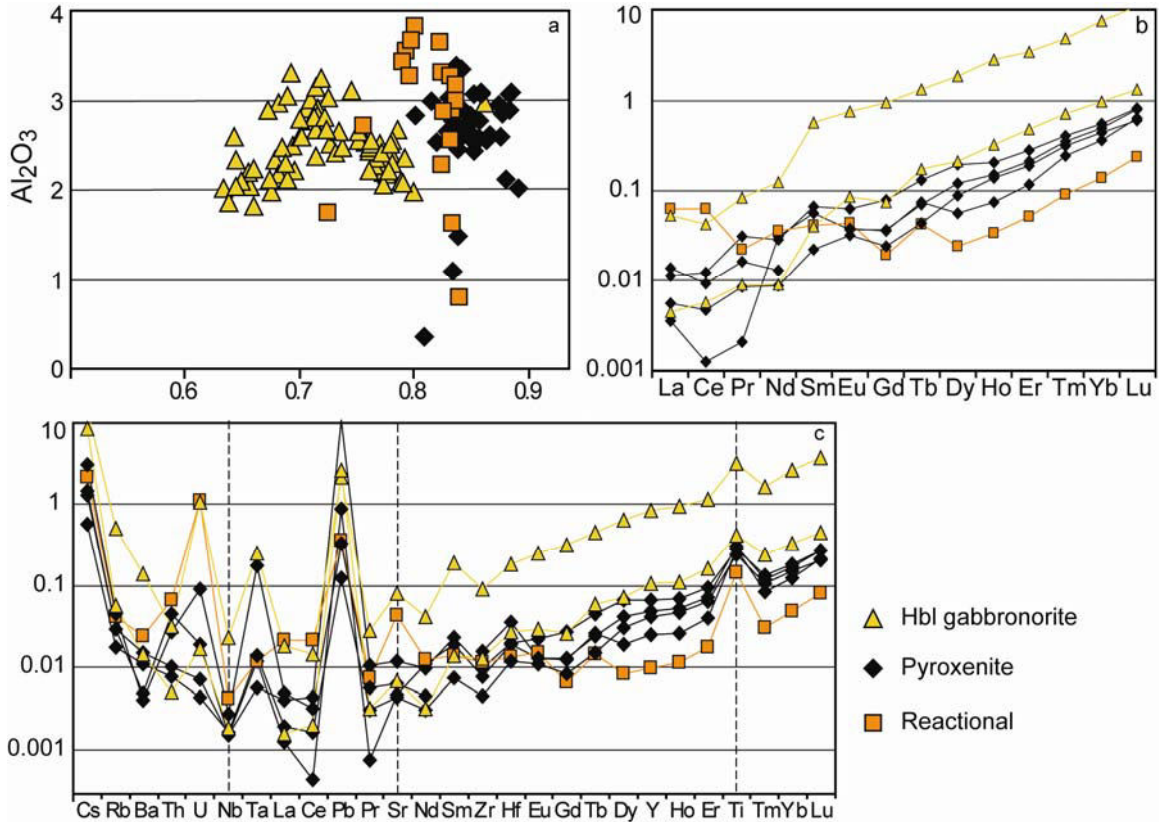 a
4
3
2
1
0
Al₂O₃
0.6 0.7 0.8 0.9
b
10
1
0.1
0.01
0.001
La Ce Pr Nd Sm Eu Gd Tb Dy Ho Er Tm Yb Lu
c
10
1
0.1
0.01
0.001
Cs Rb Ba Th U Nb Ta La Ce Pb Pr Sr Nd Sm Zr Hf Eu Gd Tb Dy Y Ho Er Ti Tm Yb Lu
Hbl gabbronorite
Pyroxenite
Reactional